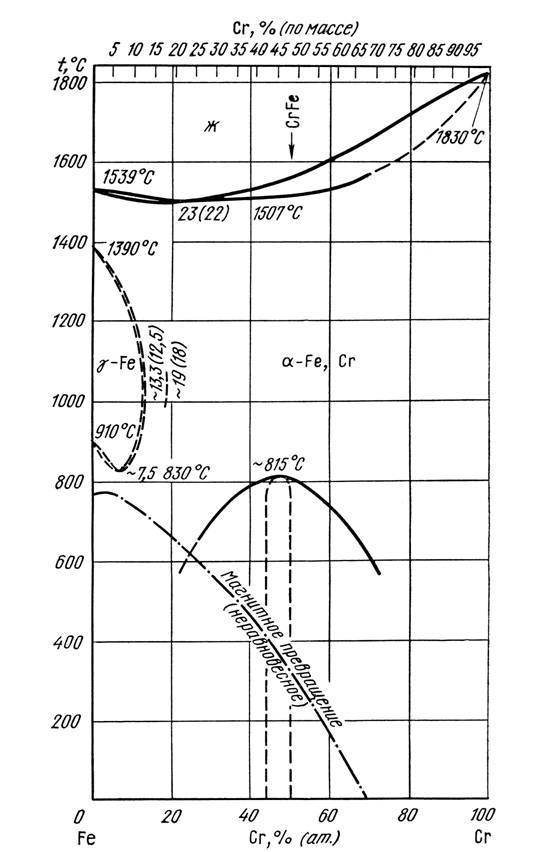 Cr, % (по массе)
5 10 15 20 25 30 35 40 45 50 55 60 65 70 75 80 85 90 95
t, °C
1800
1830°C
CrFe
Ж
1600
1539°C
23 (22) 1507°C
1400
1390°C
1200
γ-Fe
~13,3 (12,5)
~19 (18)
α-Fe, Cr
1000
910°C
~7,5 830°C
~815°C
800
600
Магнитное превращение
(неравновесное)
400
200
0 20 40 60 80 100
Fe Cr, % (ат.) Cr